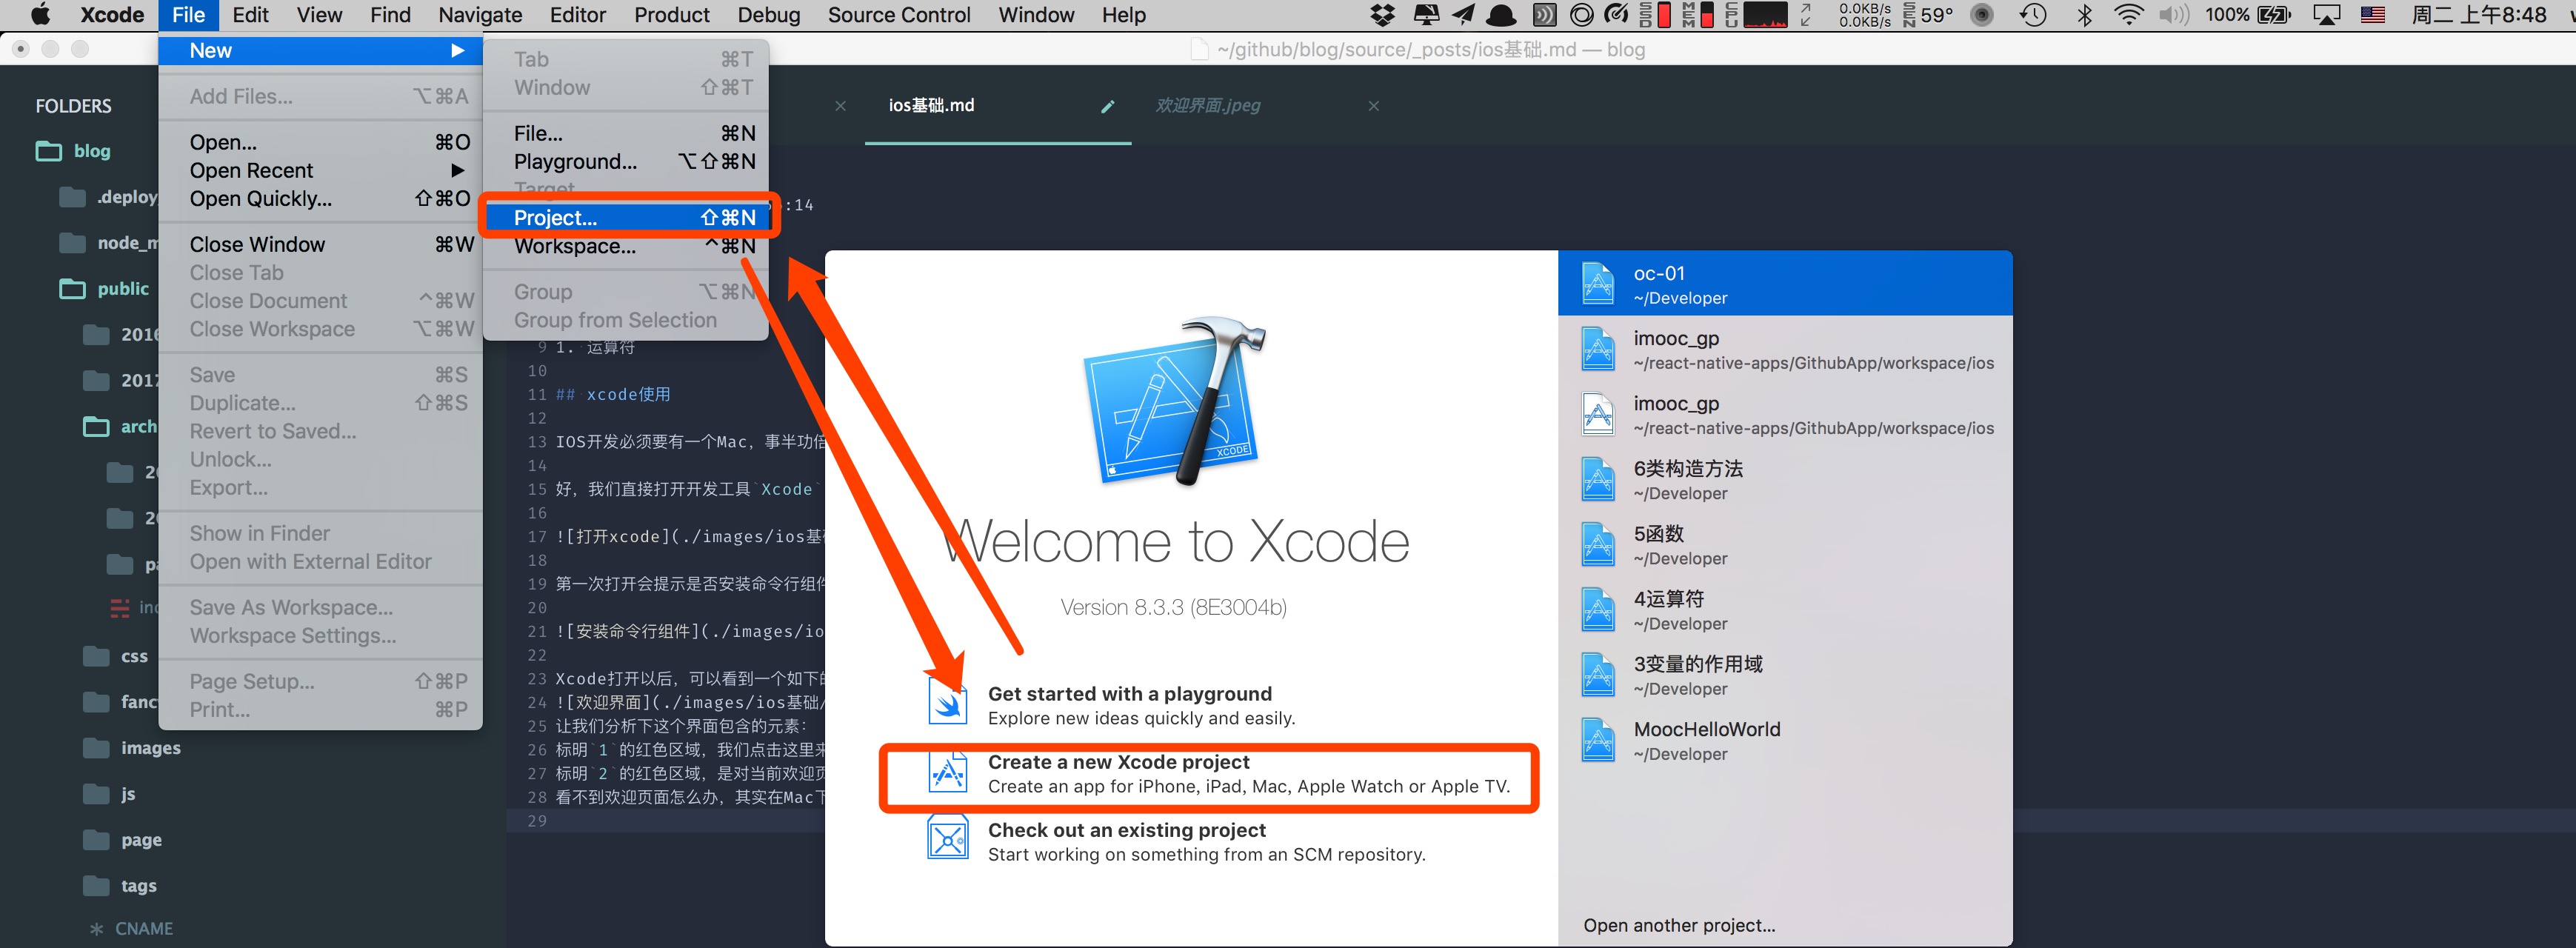 Xcode File Edit View Find Navigate Editor Product Debug Source Control Window Help
SSD MEM CPU 0.0KB/s 0.0KB/s SEN 59° 100% 周二 上午8:48
~/github/blog/source/_posts/ios基础.md — blog
New
Add Files... ⌥⌘A
Open... ⌘O
Open Recent
Open Quickly... ⇧⌘O
Close Window ⌘W
Close Tab
Close Document ^⌘W
Close Workspace ⌥⌘W
Save ⌘S
Duplicate... ⇧⌘S
Revert to Saved...
Unlock...
Export...
Show in Finder
Open with External Editor
Save As Workspace...
Workspace Settings...
Page Setup... ⇧⌘P
Print... ⌘P
Tab ⌘T
Window ⇧⌘T
File... ⌘N
Playground... ⌥⇧⌘N
Target...
Project... ⇧⌘N
Workspace... ^⌘N
Group ⌥⌘N
Group from Selection
FOLDERS
blog
.deploy
node_m
public
2016
2017
arch
2
2
pa
ind
css
fanc
images
js
page
tags
CNAME
ios基础.md
欢迎界面.jpeg
:14
9 1. 运算符
10
11 ## xcode使用
12
13 IOS开发必须要有一个Mac，事半功倍
14
15 好，我们直接打开开发工具`Xcode`
16
17 ![打开xcode](./images/ios基础
18
19 第一次打开会提示是否安装命令行组件
20
21 ![安装命令行组件](./images/io
22
23 Xcode打开以后，可以看到一个如下的
24 ![欢迎界面](./images/ios基础/
25 让我们分析下这个界面包含的元素：
26 标明`1`的红色区域，我们点击这里来
27 标明`2`的红色区域，是对当前欢迎页
28 看不到欢迎页面怎么办，其实在Mac下
29
XCODE
Welcome to Xcode
Version 8.3.3 (8E3004b)
Get started with a playground
Explore new ideas quickly and easily.
Create a new Xcode project
Create an app for iPhone, iPad, Mac, Apple Watch or Apple TV.
Check out an existing project
Start working on something from an SCM repository.
oc-01
~/Developer
imooc_gp
~/react-native-apps/GithubApp/workspace/ios
imooc_gp
~/react-native-apps/GithubApp/workspace/ios
6类构造方法
~/Developer
5函数
~/Developer
4运算符
~/Developer
3变量的作用域
~/Developer
MoocHelloWorld
~/Developer
Open another project...